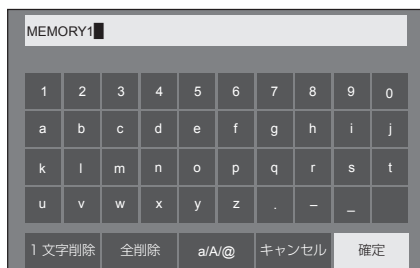 MEMORY1
1 2 3 4 5 6 7 8 9 0
a b c d e f g h i j
k l m n o p q r s t
u v w x y z . – _
1 文字削除 全削除 a/A/@ キャンセル 確定